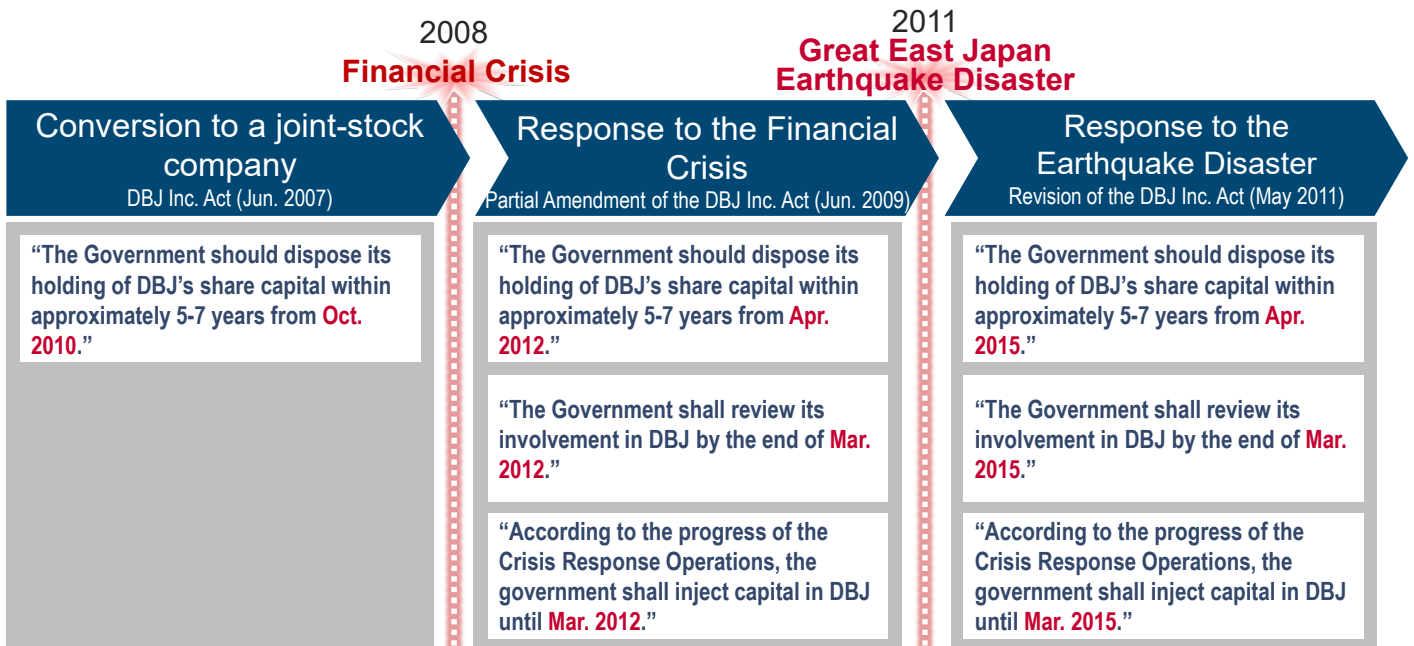 2008
Financial Crisis
2011
Great East Japan
Earthquake Disaster
Conversion to a joint-stock
company
DBJ Inc. Act (Jun. 2007)
“The Government should dispose its
holding of DBJ’s share capital within
approximately 5-7 years from Oct.
2010.”
Response to the Financial
Crisis
Partial Amendment of the DBJ Inc. Act (Jun. 2009)
“The Government should dispose its
holding of DBJ’s share capital within
approximately 5-7 years from Apr.
2012.”
“The Government shall review its
involvement in DBJ by the end of Mar.
2012.”
“According to the progress of the
Crisis Response Operations, the
government shall inject capital in DBJ
until Mar. 2012.”
Response to the
Earthquake Disaster
Revision of the DBJ Inc. Act (May 2011)
“The Government should dispose its
holding of DBJ’s share capital within
approximately 5-7 years from Apr.
2015.”
“The Government shall review its
involvement in DBJ by the end of Mar.
2015.”
“According to the progress of the
Crisis Response Operations, the
government shall inject capital in DBJ
until Mar. 2015.”